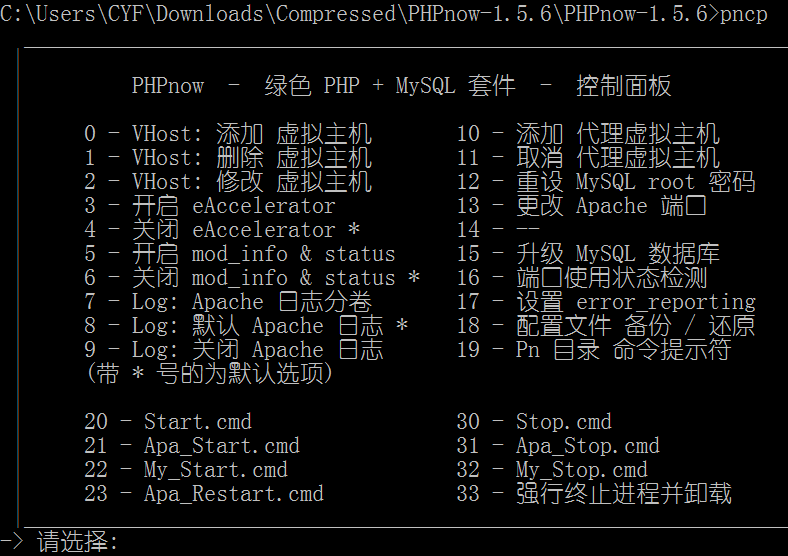 C:\Users\CYF\Downloads\Compressed\PHPnow-1.5.6\PHPnow-1.5.6>pncp
PHPnow - 绿色 PHP + MySQL 套件 - 控制面板
0 - VHost: 添加 虚拟主机 10 - 添加 代理虚拟主机
1 - VHost: 删除 虚拟主机 11 - 取消 代理虚拟主机
2 - VHost: 修改 虚拟主机 12 - 重设 MySQL root 密码
3 - 开启 eAccelerator 13 - 更改 Apache 端口
4 - 关闭 eAccelerator * 14 - --
5 - 开启 mod_info & status 15 - 升级 MySQL 数据库
6 - 关闭 mod_info & status * 16 - 端口使用状态检测
7 - Log: Apache 日志分卷 17 - 设置 error_reporting
8 - Log: 默认 Apache 日志 * 18 - 配置文件 备份 / 还原
9 - Log: 关闭 Apache 日志 19 - Pn 目录 命令提示符
(带 * 号的为默认选项)
20 - Start.cmd 30 - Stop.cmd
21 - Apa_Start.cmd 31 - Apa_Stop.cmd
22 - My_Start.cmd 32 - My_Stop.cmd
23 - Apa_Restart.cmd 33 - 强行终止进程并卸载
-> 请选择: